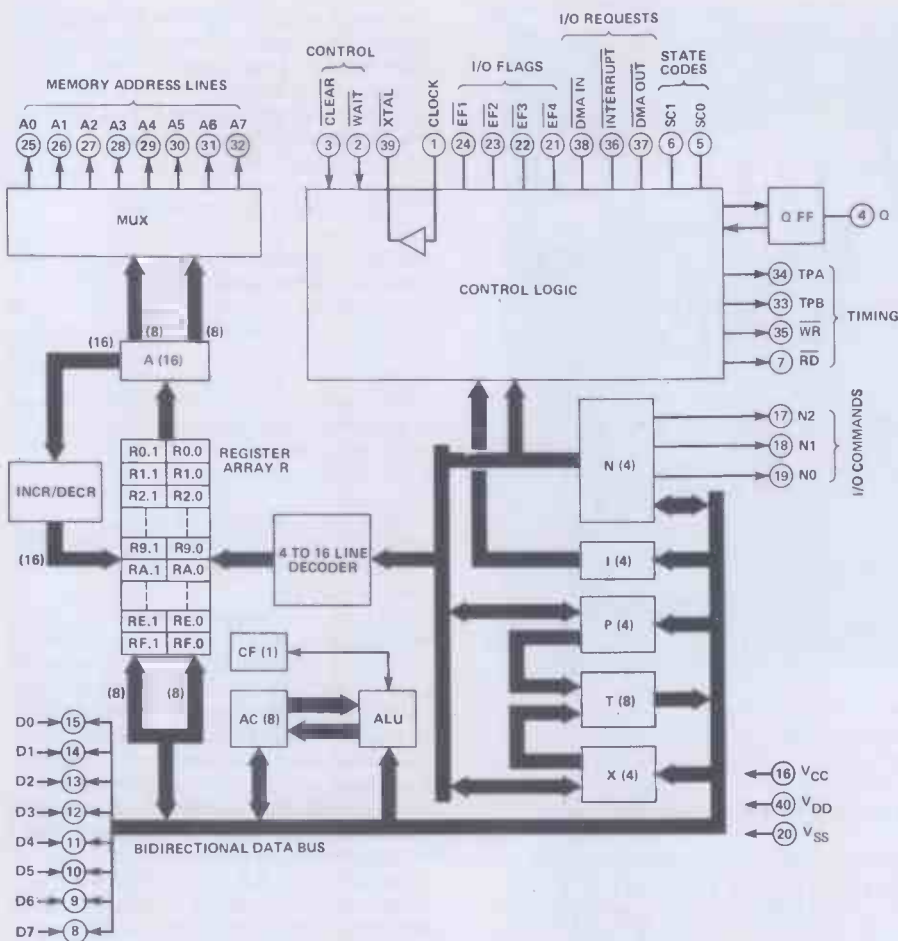 I/O REQUESTS
CONTROL
I/O FLAGS
STATE CODES
MEMORY ADDRESS LINES
CLEAR
WAIT
XTAL
CLOCK
EF1
EF2
EF3
EF4
DMA IN
INTERRUPT
DMA OUT
SC1
SC0
3
2
39
1
24
23
22
21
38
36
37
6
5
A0 A1 A2 A3 A4 A5 A6 A7
25 26 27 28 29 30 31 32
MUX
CONTROL LOGIC
Q FF
4 Q
34 TPA
33 TPB
35 WR
7 RD
TIMING
(16) (8) (8)
A (16)
17 N2
18 N1
19 N0
I/O COMMANDS
N (4)
REGISTER ARRAY R
R0.1 R0.0
R1.1 R1.0
R2.1 R2.0
R9.1 R9.0
RA.1 RA.0
RE.1 RE.0
RF.1 RF.0
INCR/DECR
(16)
4 TO 16 LINE
DECODER
I (4)
P (4)
T (8)
X (4)
CF (1)
AC (8)
ALU
(8) (8)
D0 15
D1 14
D2 13
D3 12
D4 11
D5 10
D6 9
D7 8
BIDIRECTIONAL DATA BUS
16 VCC
40 VDD
20 VSS